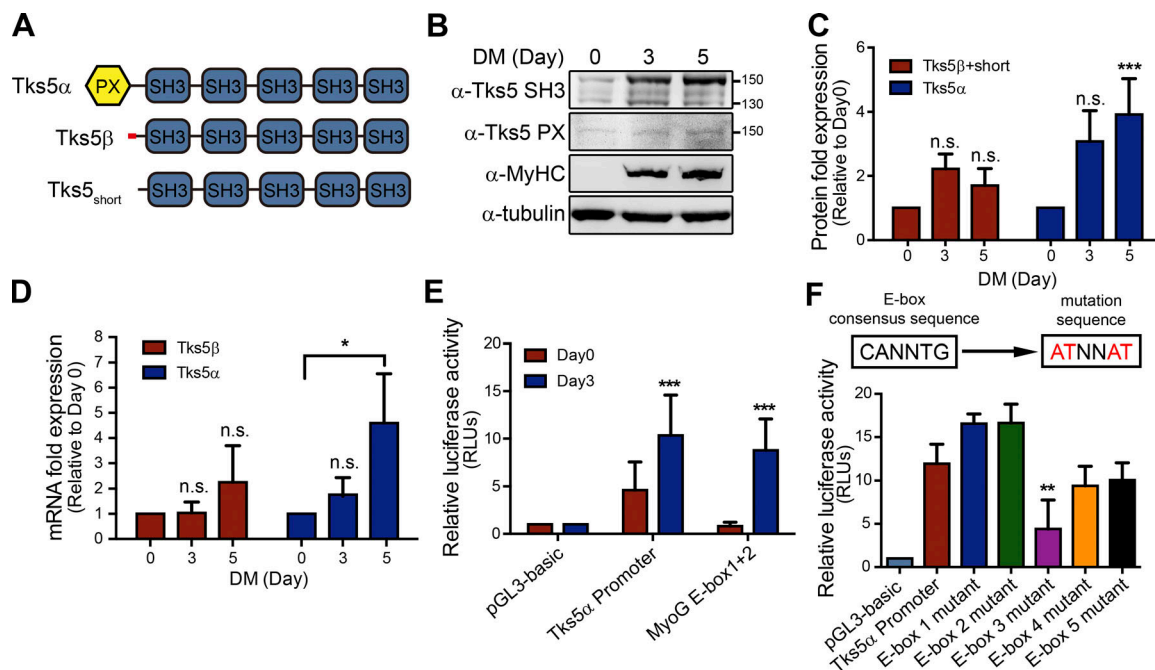 A
Tks5α PX SH3 SH3 SH3 SH3 SH3
Tks5β SH3 SH3 SH3 SH3 SH3
Tks5short SH3 SH3 SH3 SH3 SH3
B
DM (Day) 0 3 5
α-Tks5 SH3 150
130
α-Tks5 PX 150
α-MyHC
α-tubulin
C
Protein fold expression
(Relative to Day0)
6
4
2
0
Tks5β+short
Tks5α
n.s.
n.s.
n.s.
***
0 3 5 0 3 5
DM (Day)
D
mRNA fold expression
(Relative to Day 0)
8
7
6
5
4
3
2
1
0
Tks5β
Tks5α
n.s.
n.s.
n.s.
*
0 3 5 0 3 5
DM (Day)
E
Relative luciferase activity
(RLUs)
20
15
10
5
0
Day0
Day3
***
***
pGL3-basic
Tks5α Promoter
MyoG E-box1+2
F
E-box
consensus sequence
mutation
sequence
CANNTG
ATNNAT
Relative luciferase activity
(RLUs)
20
15
10
5
0
**
pGL3-basic
Tks5α Promoter
E-box 1 mutant
E-box 2 mutant
E-box 3 mutant
E-box 4 mutant
E-box 5 mutant